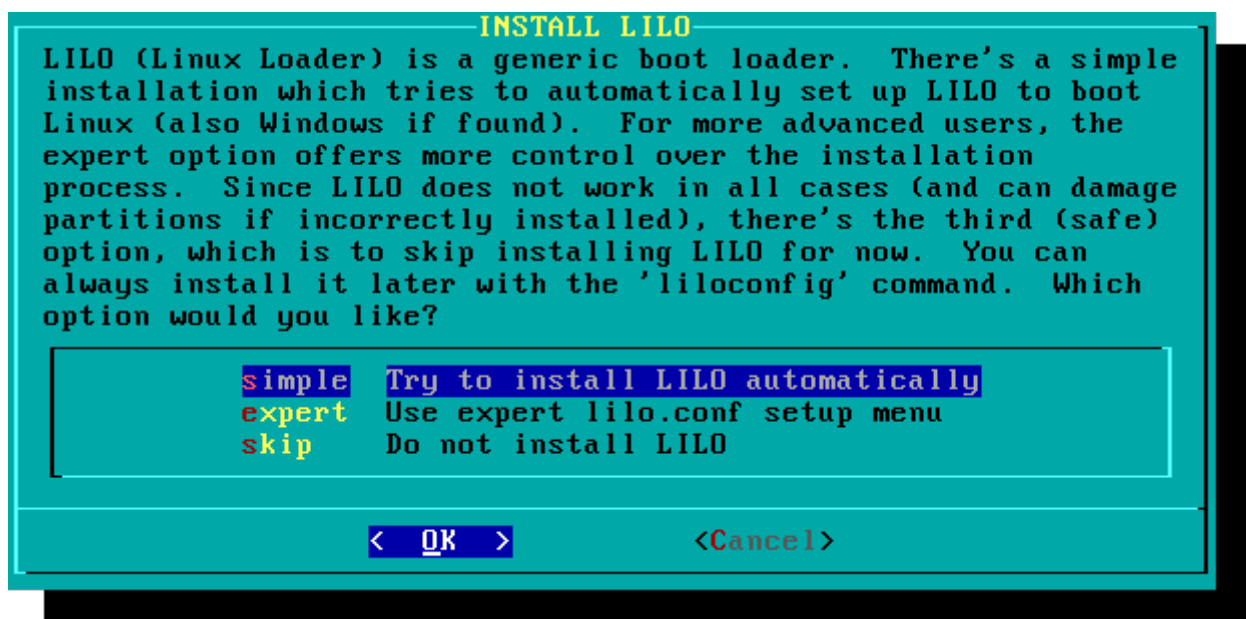 INSTALL LILO
LILO (Linux Loader) is a generic boot loader.  There's a simple
installation which tries to automatically set up LILO to boot
Linux (also Windows if found).  For more advanced users, the
expert option offers more control over the installation
process.  Since LILO does not work in all cases (and can damage
partitions if incorrectly installed), there's the third (safe)
option, which is to skip installing LILO for now.  You can
always install it later with the 'liloconfig' command.  Which
option would you like?
simple  Try to install LILO automatically
expert  Use expert lilo.conf setup menu
skip    Do not install LILO
<  OK  >          <Cancel>